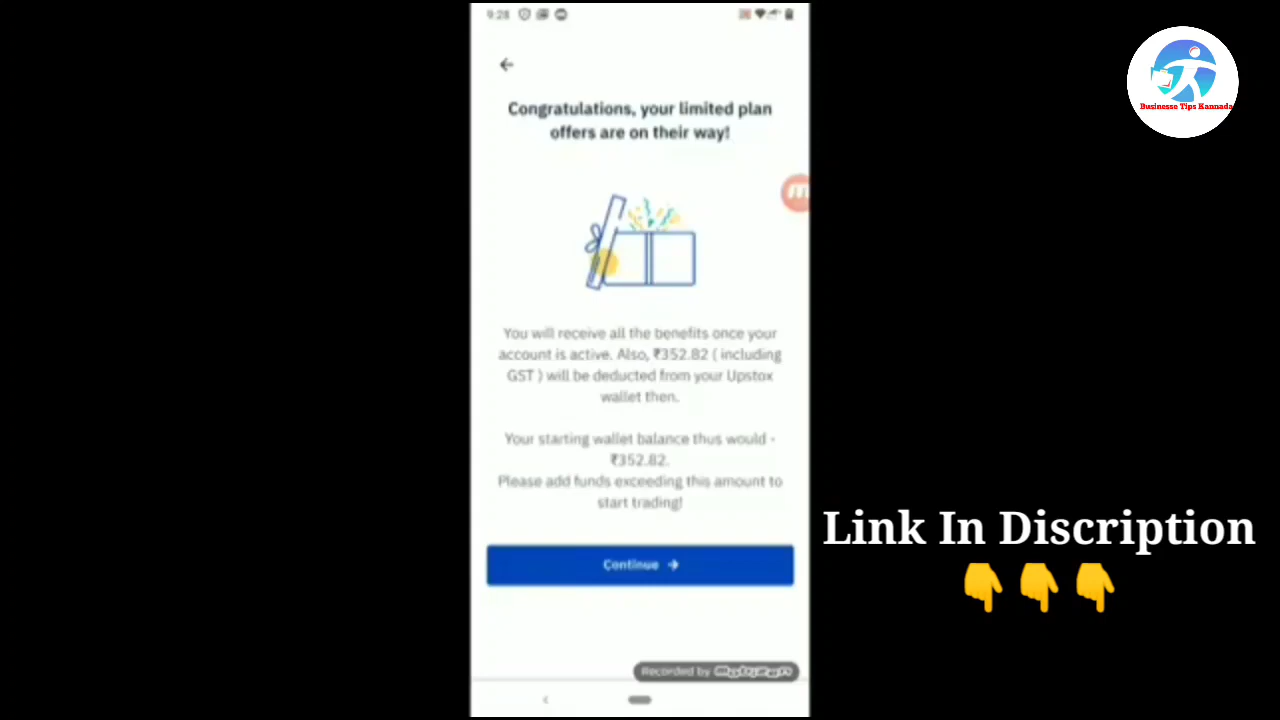 9:28
Businesse Tips Kannada
Congratulations, your limited plan
offers are on their way!
You will receive all the benefits once your
account is active. Also, ₹352.82 ( including
GST ) will be deducted from your Upstox
wallet then.
Your starting wallet balance thus would -
₹352.82.
Please add funds exceeding this amount to
start trading!
Link In Discription
👇👇👇
Continue →
Recorded by